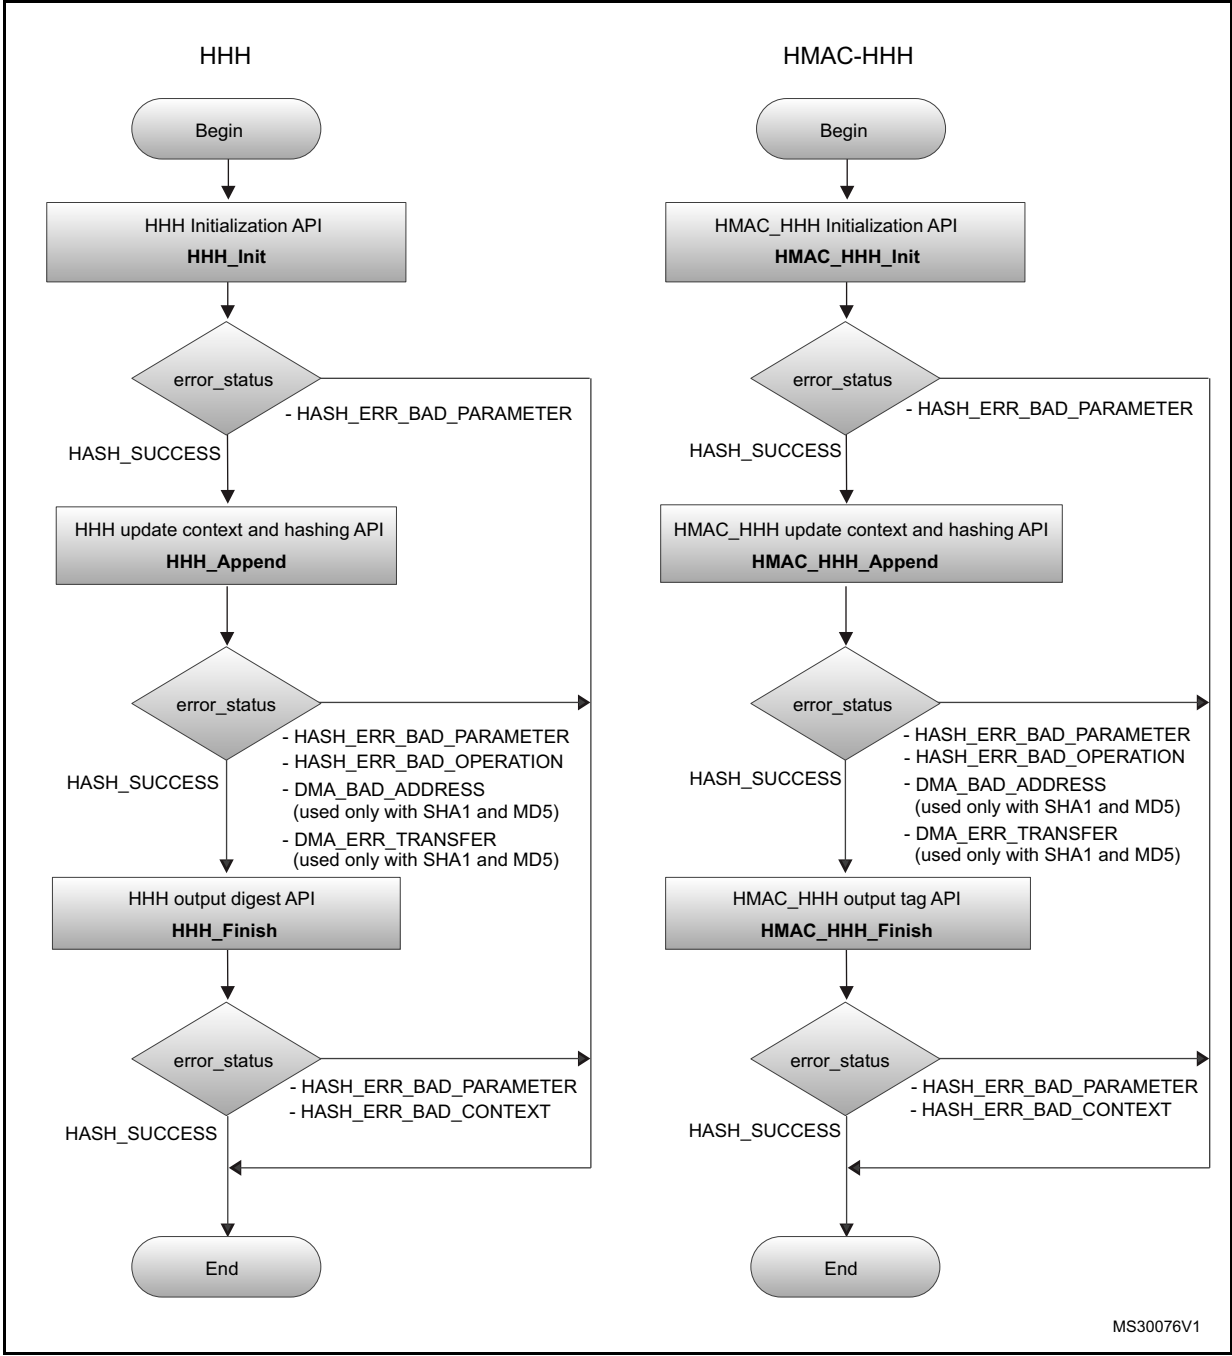 HHH
Begin
HHH Initialization API
HHH_Init
error_status
- HASH_ERR_BAD_PARAMETER
HASH_SUCCESS
HHH update context and hashing API
HHH_Append
error_status
- HASH_ERR_BAD_PARAMETER
- HASH_ERR_BAD_OPERATION
HASH_SUCCESS
- DMA_BAD_ADDRESS
(used only with SHA1 and MD5)
- DMA_ERR_TRANSFER
(used only with SHA1 and MD5)
HHH output digest API
HHH_Finish
error_status
- HASH_ERR_BAD_PARAMETER
- HASH_ERR_BAD_CONTEXT
HASH_SUCCESS
End
HMAC-HHH
Begin
HMAC_HHH Initialization API
HMAC_HHH_Init
error_status
- HASH_ERR_BAD_PARAMETER
HASH_SUCCESS
HMAC_HHH update context and hashing API
HMAC_HHH_Append
error_status
- HASH_ERR_BAD_PARAMETER
- HASH_ERR_BAD_OPERATION
HASH_SUCCESS
- DMA_BAD_ADDRESS
(used only with SHA1 and MD5)
- DMA_ERR_TRANSFER
(used only with SHA1 and MD5)
HMAC_HHH output tag API
HMAC_HHH_Finish
error_status
- HASH_ERR_BAD_PARAMETER
- HASH_ERR_BAD_CONTEXT
HASH_SUCCESS
End
MS30076V1